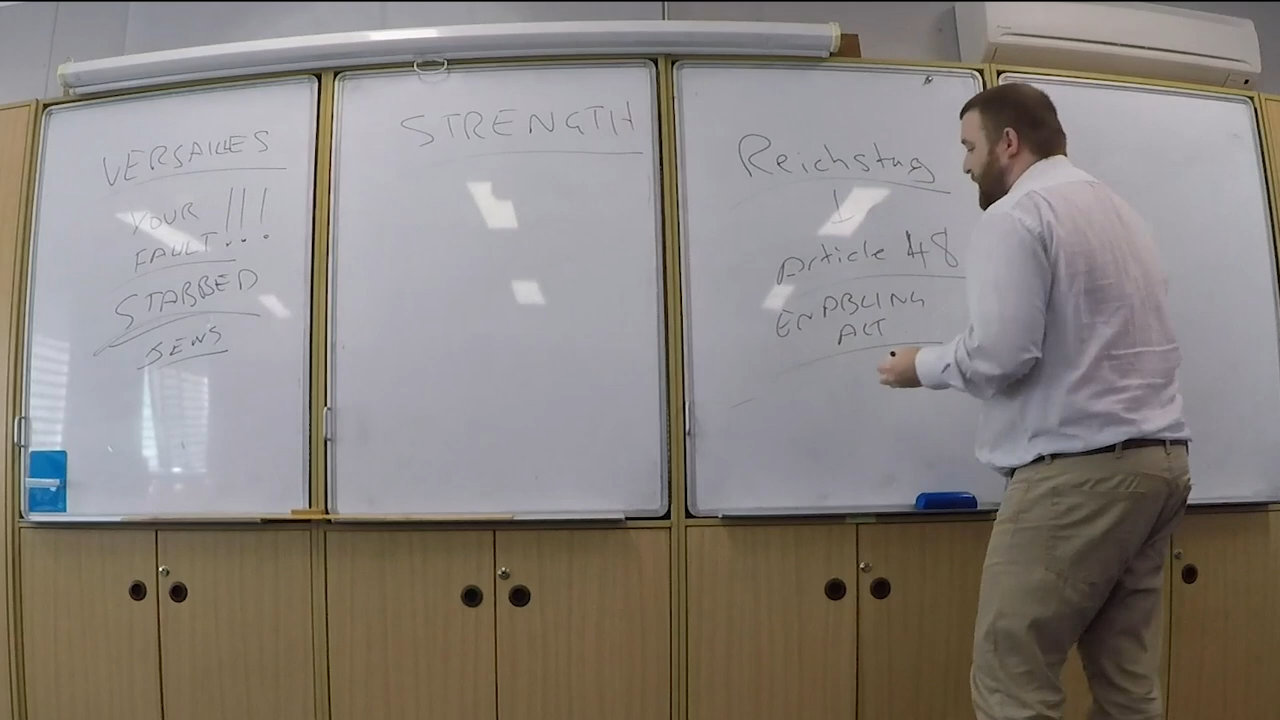 VERSAILLES
YOUR !!!
FAULT
STABBED
JEWS
STRENGTH
Reichstag
Article 48
ENABLING
ACT